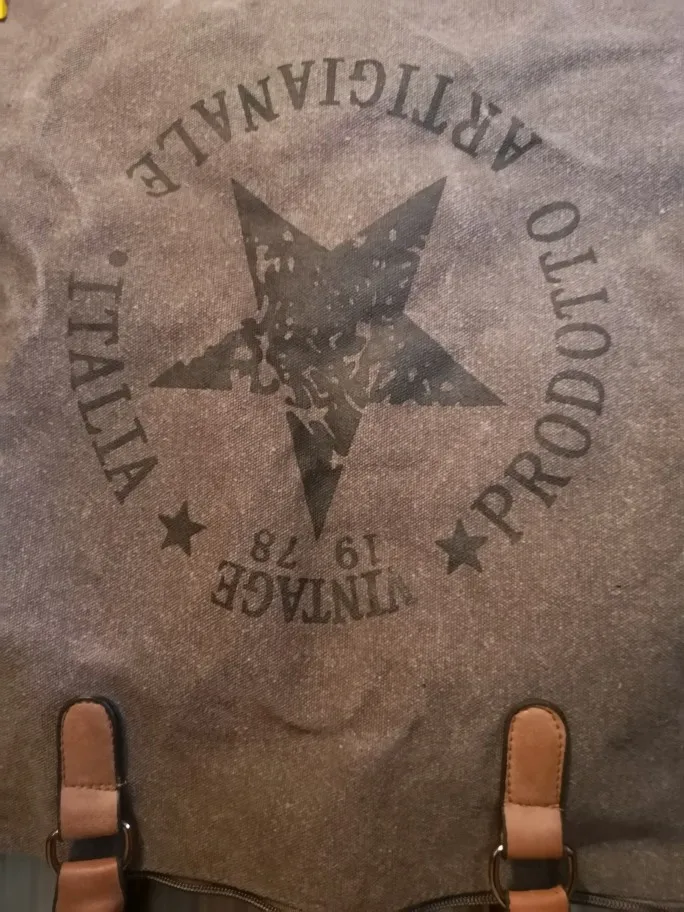 VINTAGE
19 78
PRODOTTO ARTIGIANALE • ITALIA